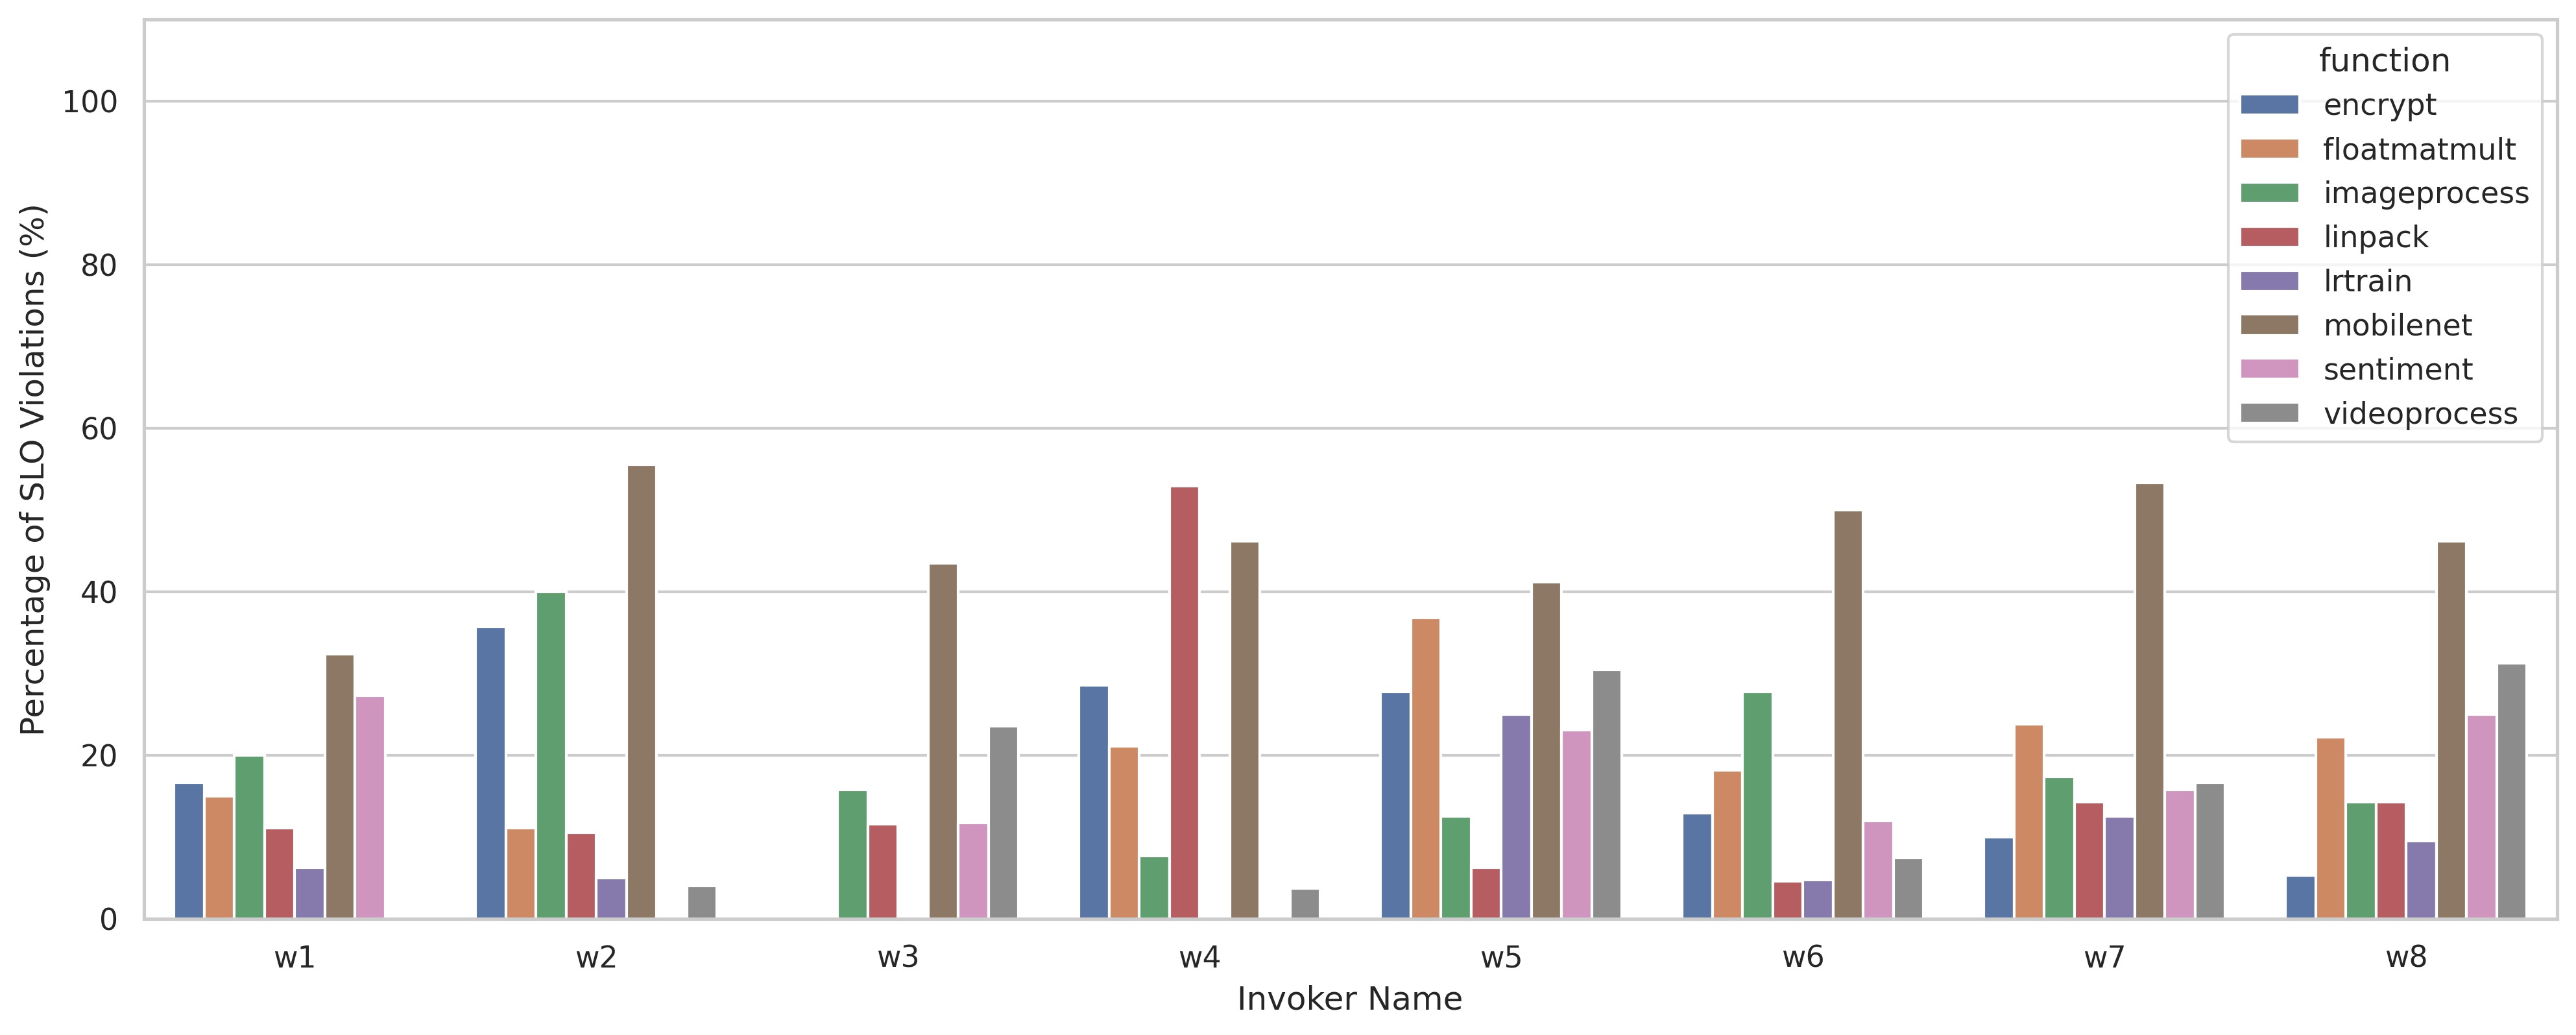 function
encrypt
floatmatmult
imageprocess
linpack
lrtrain
mobilenet
sentiment
videoprocess
Percentage of SLO Violations (%)
100
80
60
40
20
0
w1 w2 w3 w4 w5 w6 w7 w8
Invoker Name